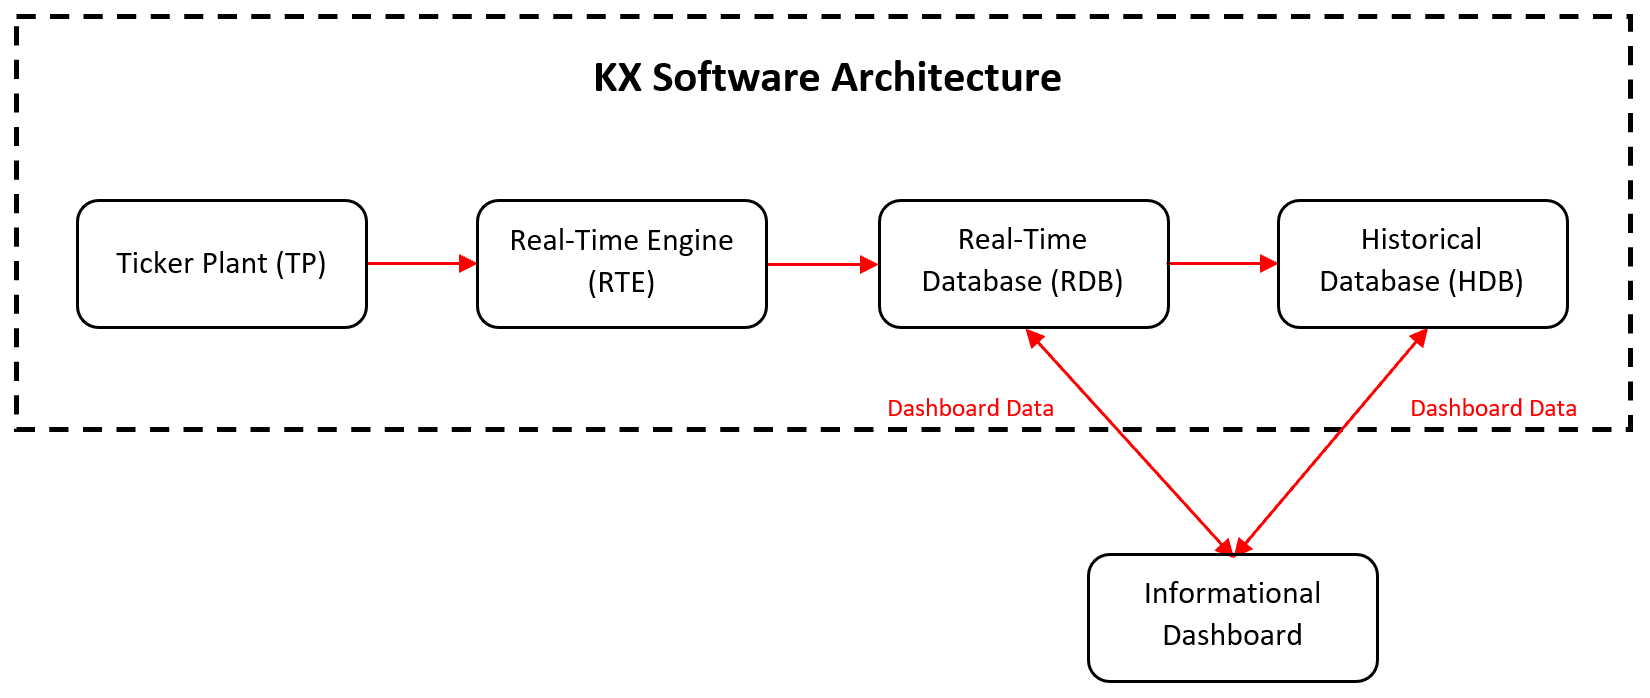 KX Software Architecture
Ticker Plant (TP)
Real-Time Engine
(RTE)
Real-Time
Database (RDB)
Historical
Database (HDB)
Dashboard Data
Dashboard Data
Informational
Dashboard